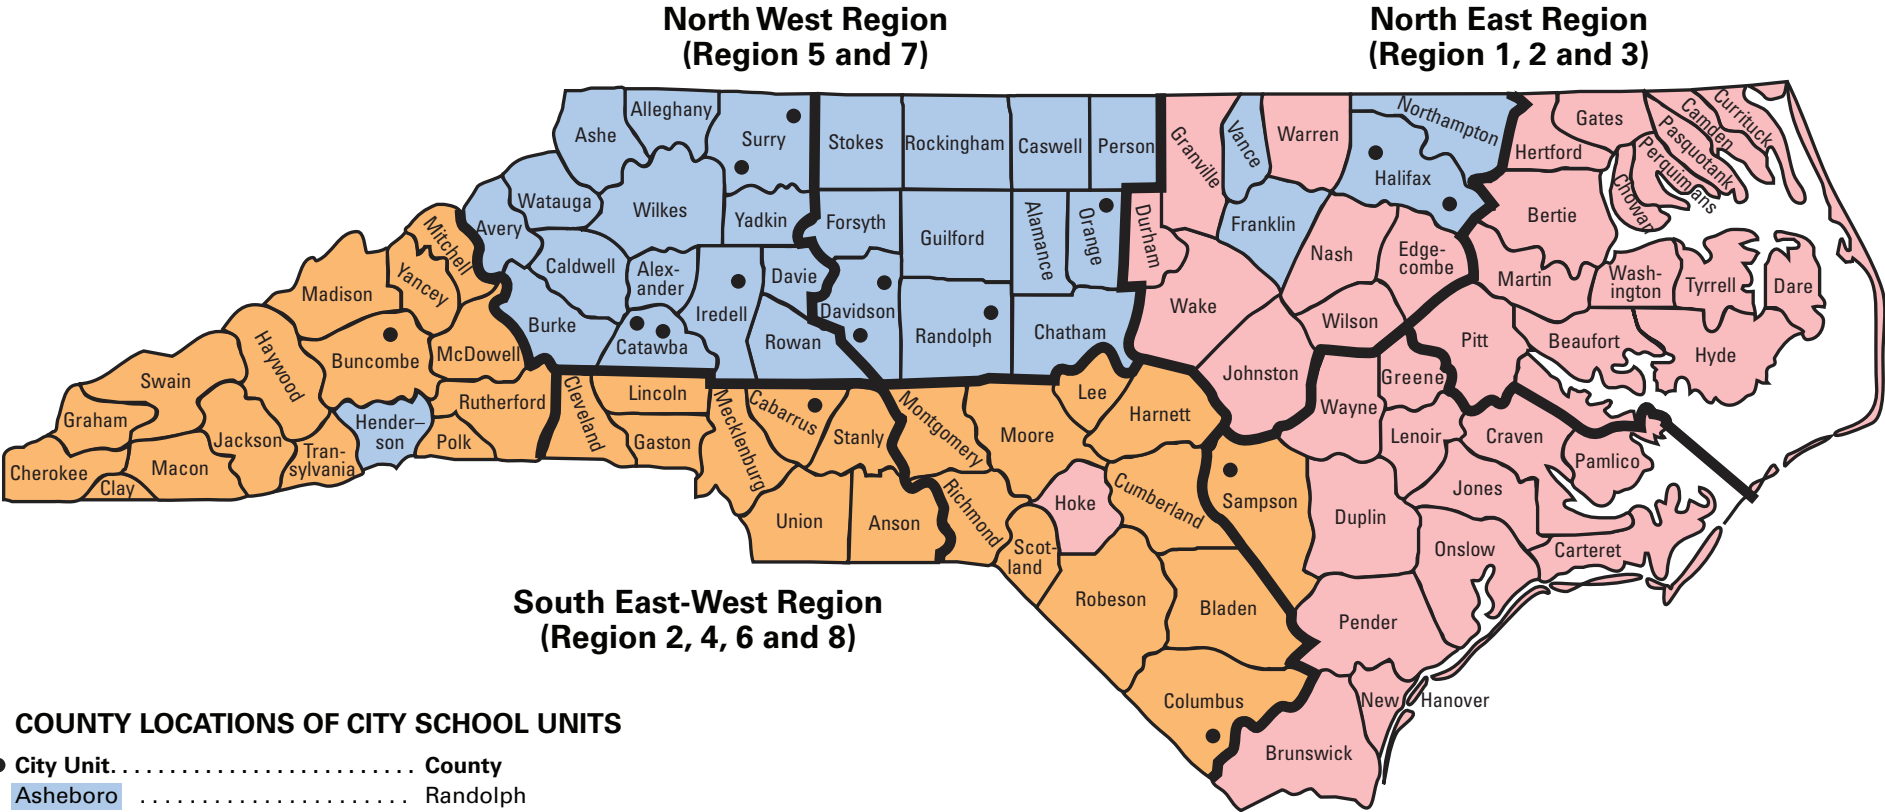 North West Region
(Region 5 and 7)
North East Region
(Region 1, 2 and 3)
Alleghany
Ashe
Surry
Stokes
Rockingham
Caswell
Person
Granville
Vance
Warren
Northampton
Halifax
Hertford
Gates
Camden
Currituck
Pasquotank
Perquimans
Chowan
Watauga
Wilkes
Yadkin
Forsyth
Guilford
Alamance
Orange
Durham
Franklin
Nash
Edge-
combe
Bertie
Mitchell
Avery
Caldwell
Alex-
ander
Iredell
Davie
Davidson
Randolph
Chatham
Wake
Wilson
Martin
Wash-
ington
Tyrrell
Dare
Madison
Yancey
Burke
Catawba
Rowan
Johnston
Pitt
Beaufort
Hyde
Haywood
Buncombe
McDowell
Swain
Graham
Hender–
son
Rutherford
Polk
Cleveland
Lincoln
Gaston
Mecklenburg
Cabarrus
Stanly
Montgomery
Moore
Lee
Harnett
Wayne
Greene
Lenoir
Craven
Pamlico
Cherokee
Clay
Macon
Jackson
Tran-
sylvania
Union
Anson
Richmond
Hoke
Cumberland
Sampson
Duplin
Jones
Scot-
land
Onslow
Carteret
Robeson
Bladen
Pender
Columbus
New Hanover
Brunswick
South East-West Region
(Region 2, 4, 6 and 8)
COUNTY LOCATIONS OF CITY SCHOOL UNITS
● City Unit. . . . . . . . . . . . . . . . . . . . . . . . . County
Asheboro . . . . . . . . . . . . . . . . . . . . . . Randolph